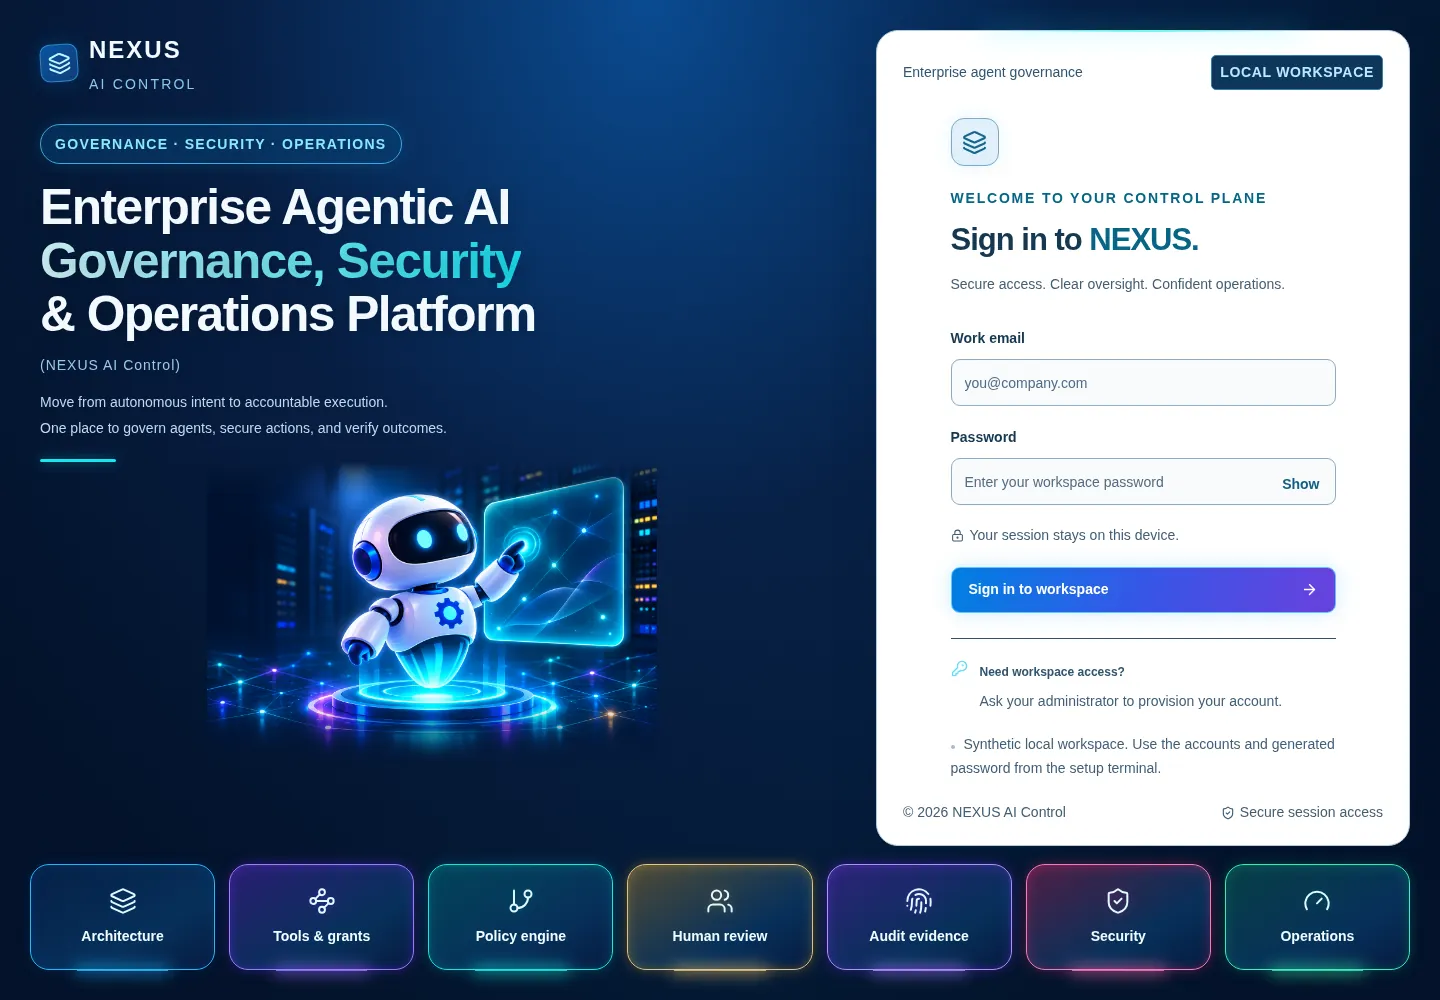 NEXUS
AI CONTROL
GOVERNANCE · SECURITY · OPERATIONS
Enterprise Agentic AI
Governance, Security
& Operations Platform
(NEXUS AI Control)
Move from autonomous intent to accountable execution.
One place to govern agents, secure actions, and verify outcomes.
Enterprise agent governance
LOCAL WORKSPACE
WELCOME TO YOUR CONTROL PLANE
Sign in to NEXUS.
Secure access. Clear oversight. Confident operations.
Work email
you@company.com
Password
Enter your workspace password
Show
Your session stays on this device.
Sign in to workspace
Need workspace access?
Ask your administrator to provision your account.
Synthetic local workspace. Use the accounts and generated
password from the setup terminal.
© 2026 NEXUS AI Control
Secure session access
Architecture
Tools & grants
Policy engine
Human review
Audit evidence
Security
Operations